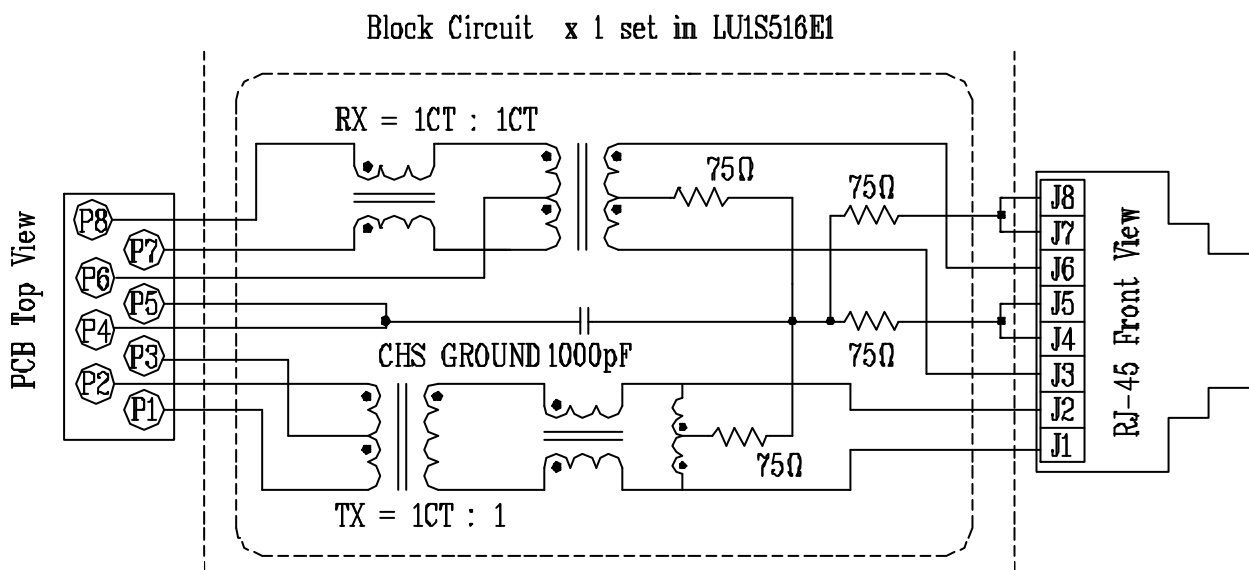 Block Circuit x 1 set in LU1S516E1
RX = 1CT : 1CT
75Ω
75Ω
PCB Top View
P8
P7
P6
P5
P4
P3
P2
P1
CHS GROUND 1000pF
75Ω
75Ω
TX = 1CT : 1
J8
J7
J6
J5
J4
J3
J2
J1
RJ-45 Front View